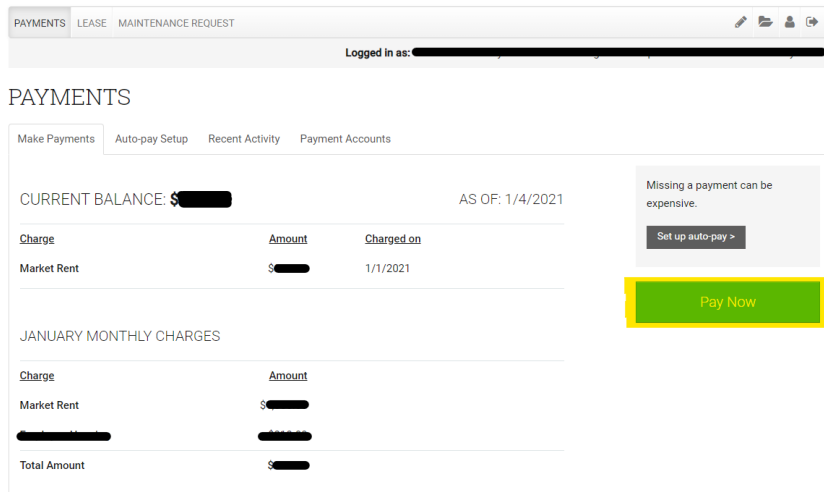 PAYMENTS LEASE MAINTENANCE REQUEST
Logged in as:
PAYMENTS
Make Payments Auto-pay Setup Recent Activity Payment Accounts
CURRENT BALANCE: $ AS OF: 1/4/2021
Charge Amount Charged on
Market Rent $ 1/1/2021
Missing a payment can be
expensive.
Set up auto-pay >
Pay Now
JANUARY MONTHLY CHARGES
Charge Amount
Market Rent $
Total Amount $